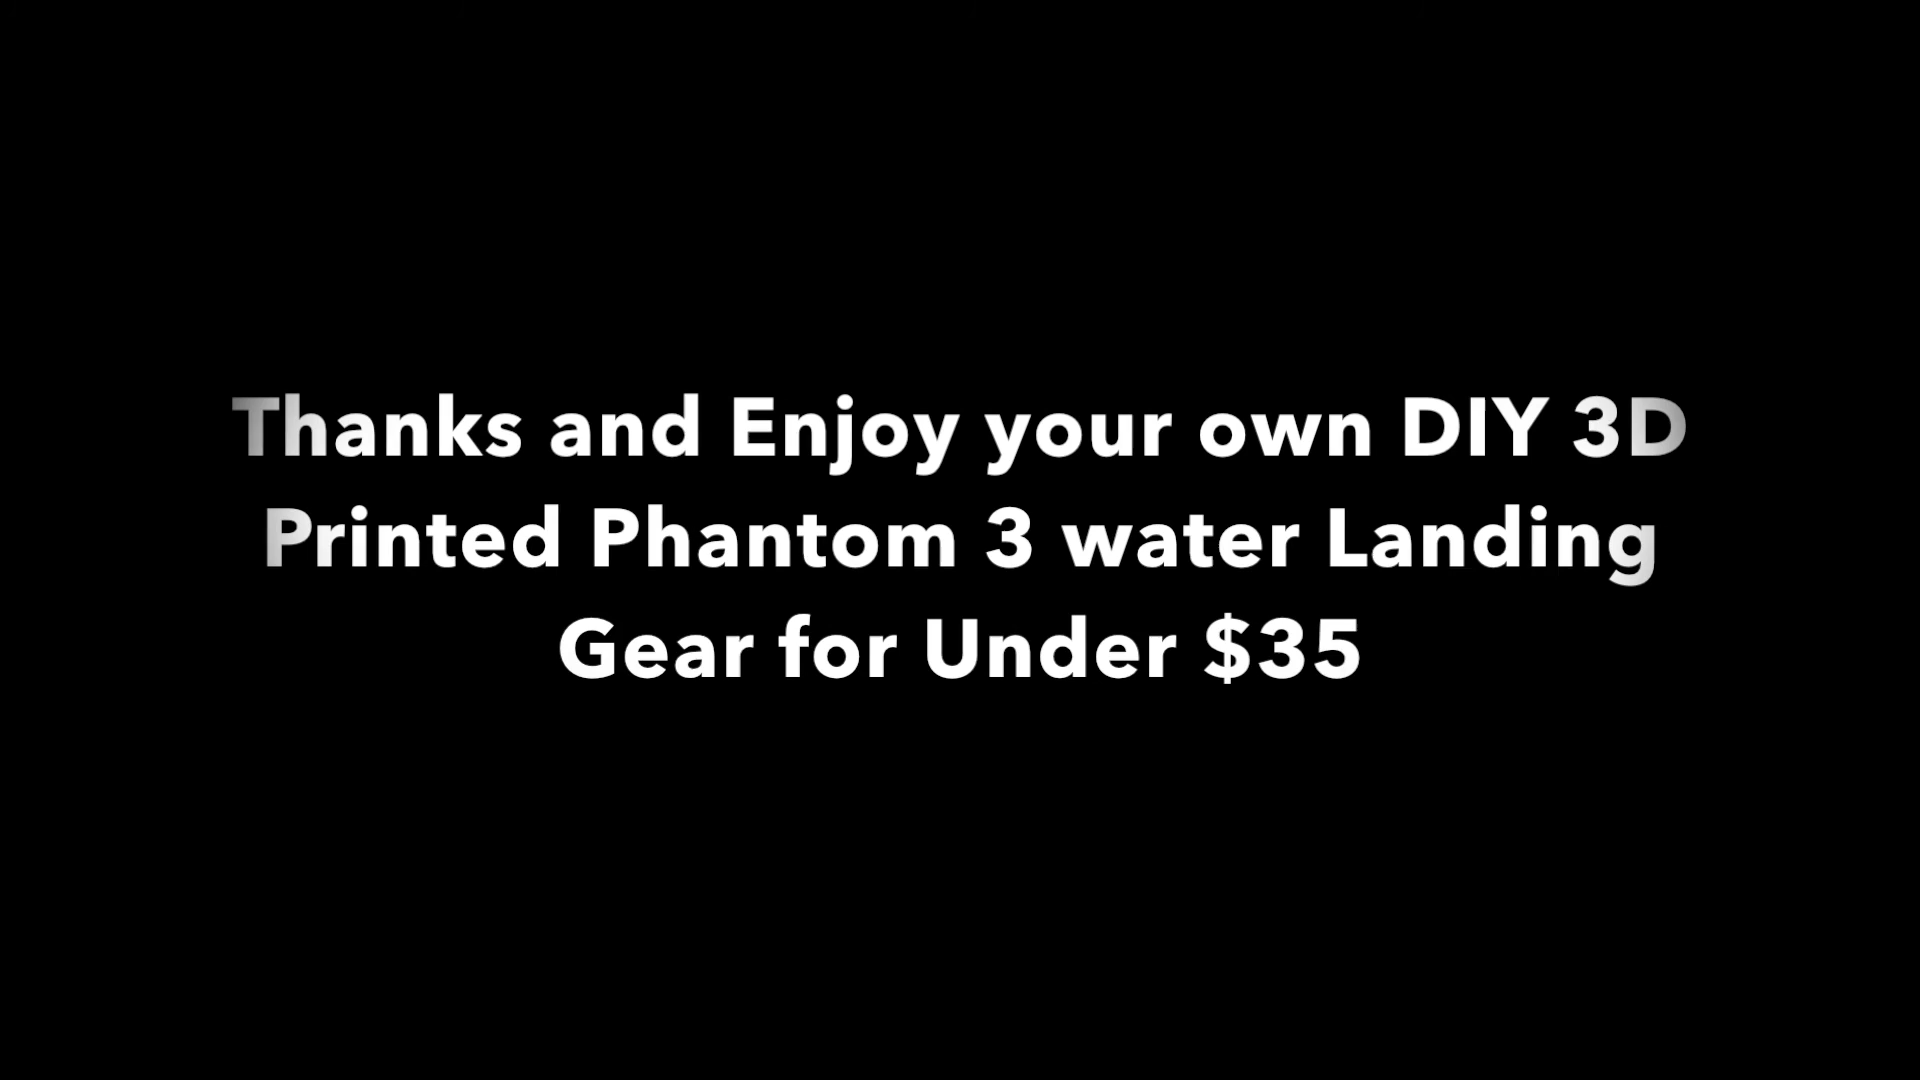 Thanks and Enjoy your own DIY 3D
Printed Phantom 3 water Landing
Gear for Under $35